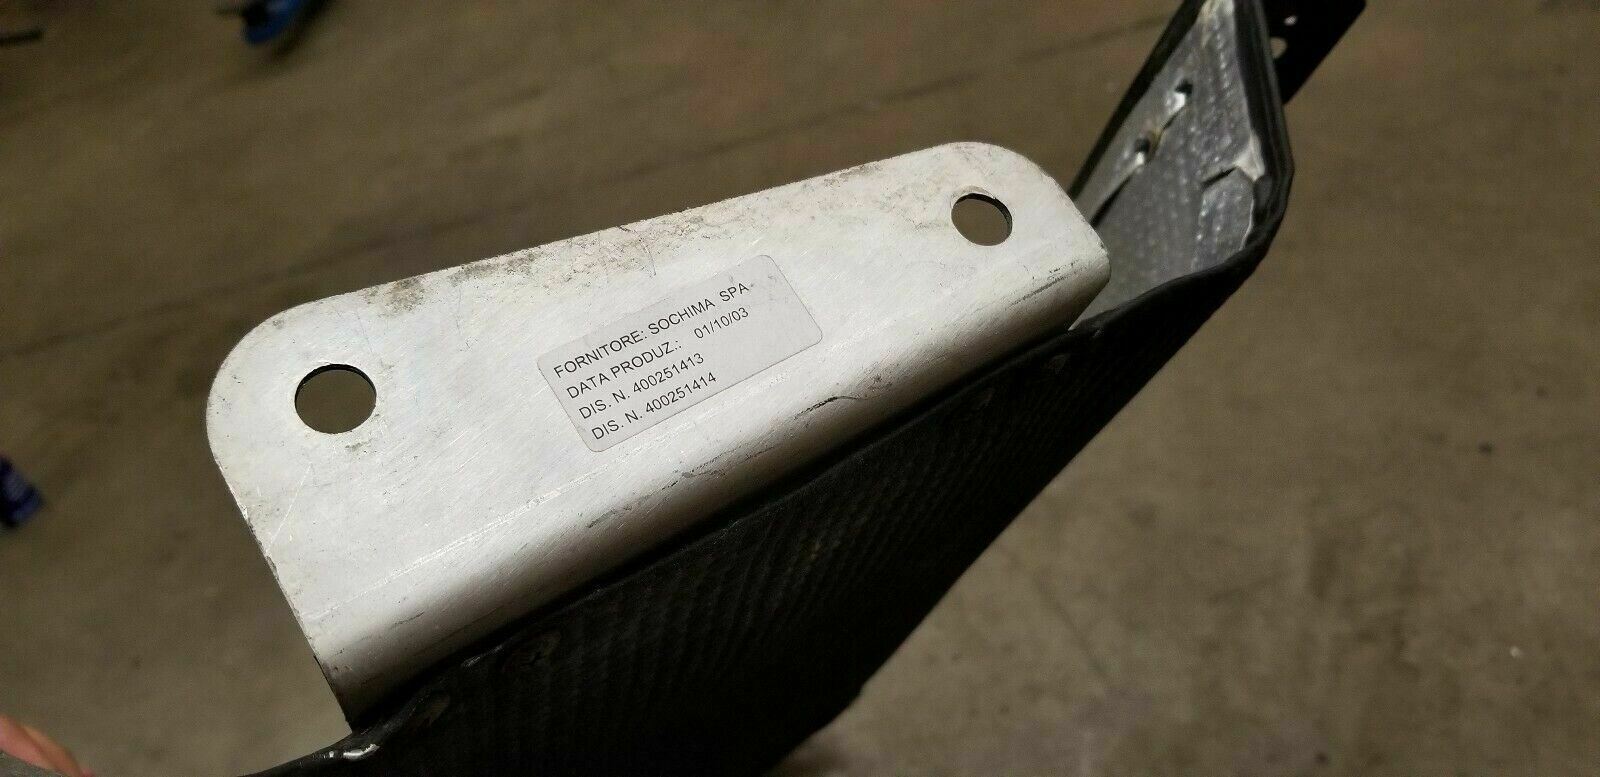 FORNITORE: SOCHIMA SPA
DATA PRODUZ.: 01/10/03
DIS. N. 400251413
DIS. N. 400251414